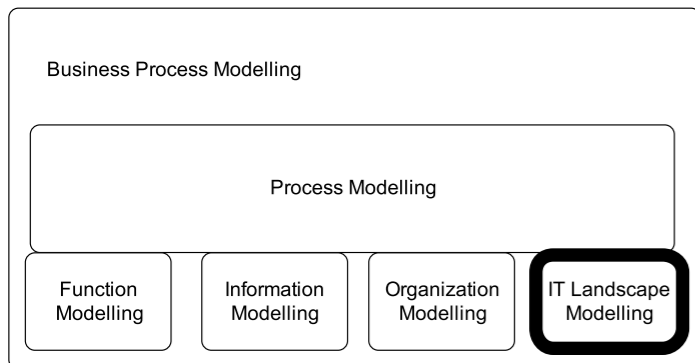 Business Process Modelling
Process Modelling
Function
Modelling
Information
Modelling
Organization
Modelling
IT Landscape
Modelling